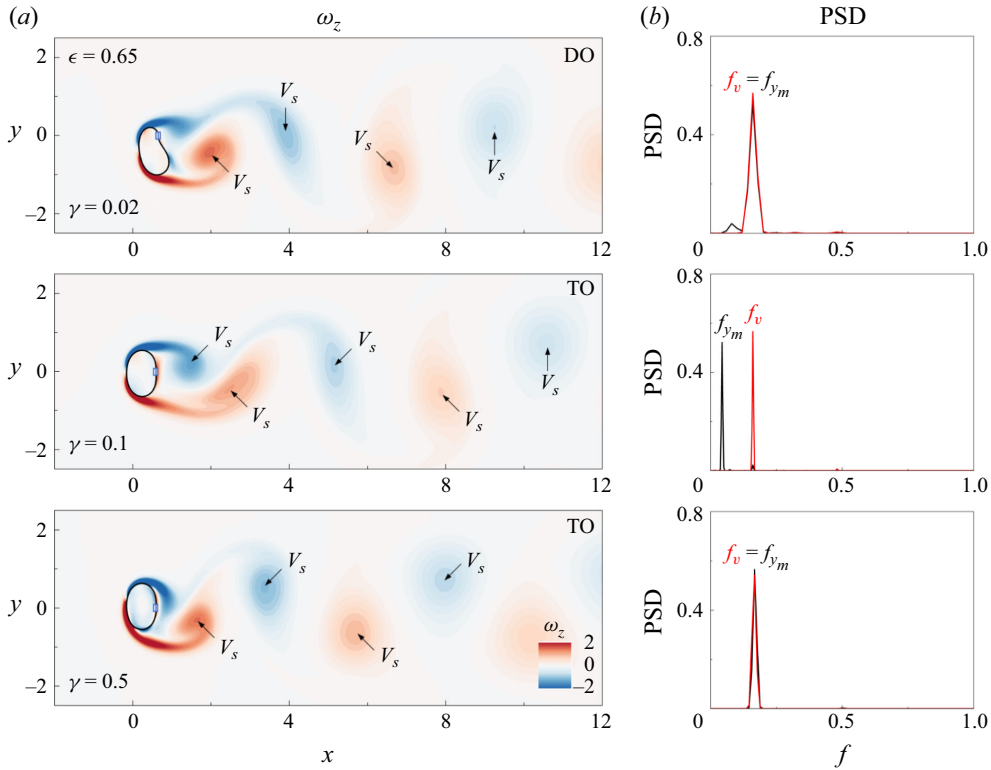 (a) ω_z (b) PSD
2 ϵ = 0.65 DO
V_s
y 0 V_s
V_s V_s
−2 γ = 0.02
0 4 8 12
0.8
f_v = f_{y_m}
PSD 0.4
0 0.5 1.0
2 TO
V_s V_s
y 0
V_s V_s V_s
−2 γ = 0.1
0 4 8 12
0.8
f_{y_m} f_v
PSD 0.4
0 0.5 1.0
2 TO
V_s V_s
y 0
V_s V_s
ω_z
2
0
−2
−2 γ = 0.5
0 4 8 12
x
0.8
f_v = f_{y_m}
PSD 0.4
0 0.5 1.0
f